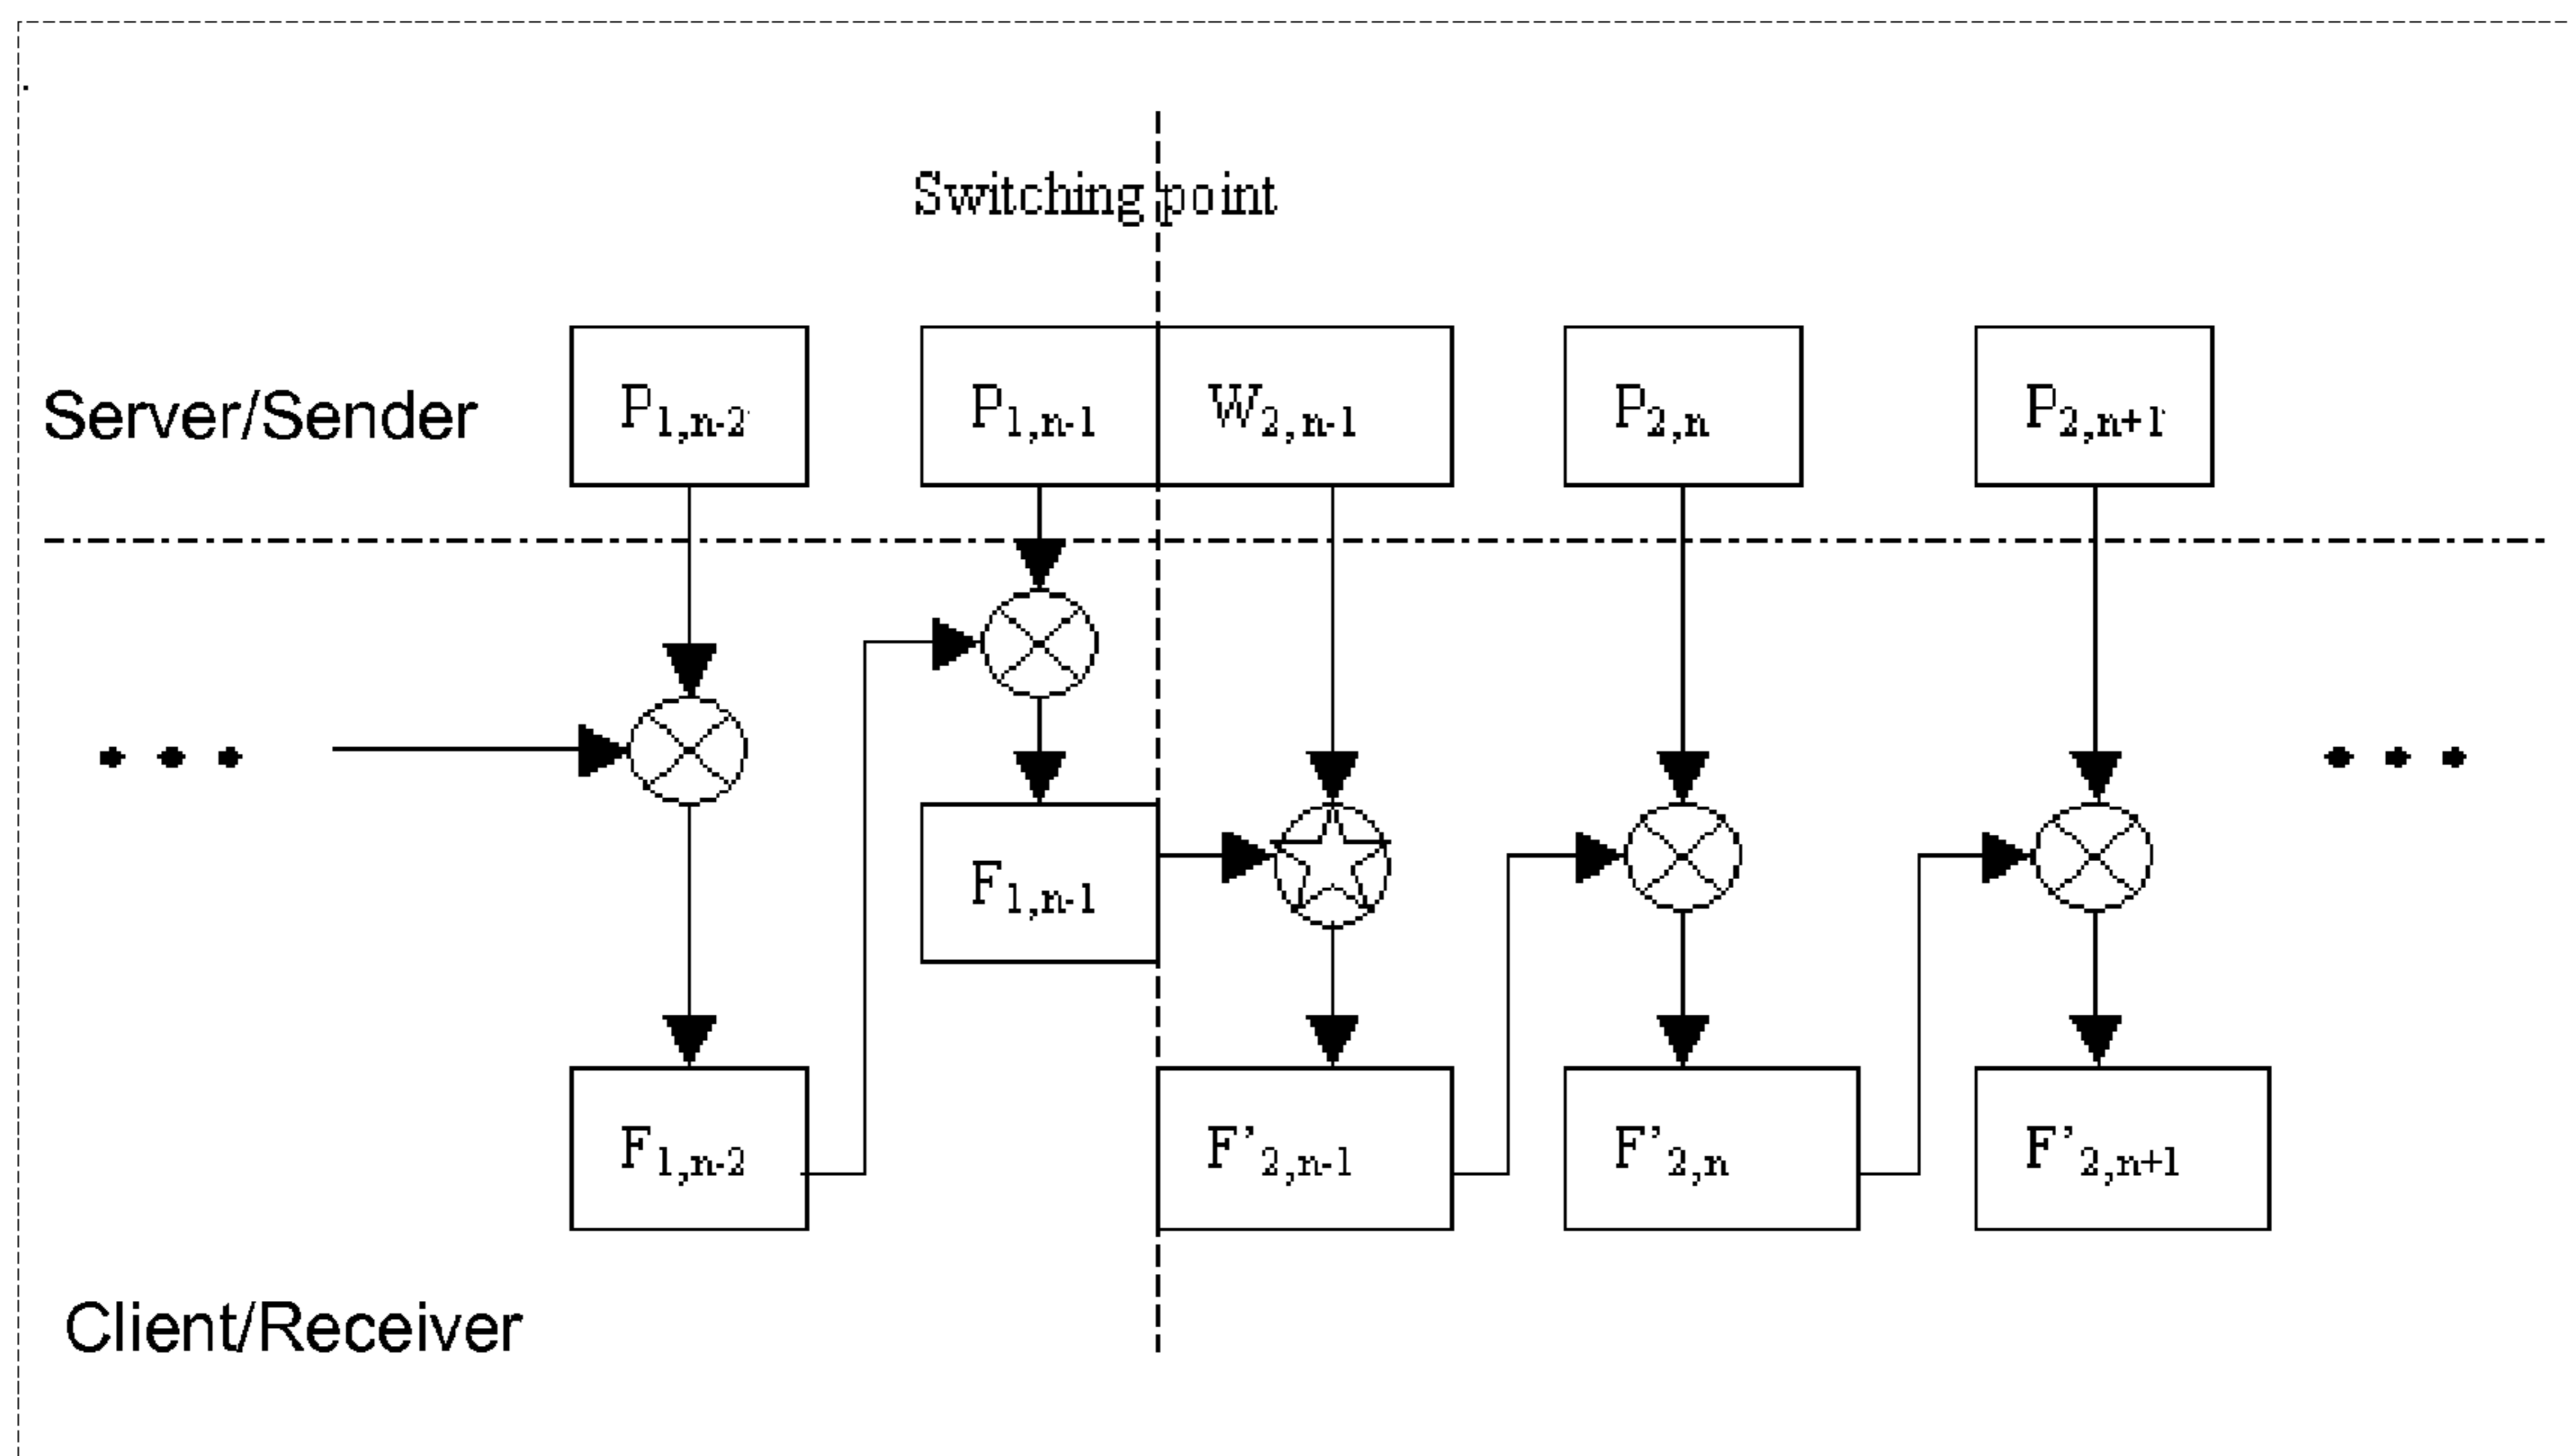 Switching point
Server/Sender
P1,n-2
P1,n-1
W2,n-1
P2,n
P2,n+1
F1,n-1
F1,n-2
F’2,n-1
F’2,n
F’2,n+1
Client/Receiver